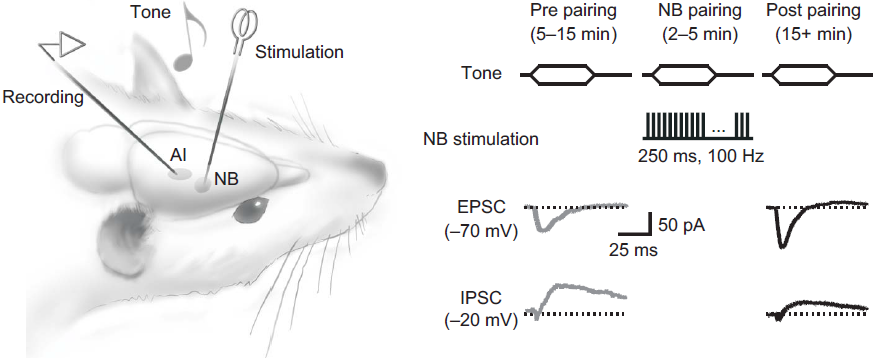 Tone
Stimulation
Recording
AI
NB
Pre pairing NB pairing Post pairing
(5–15 min) (2–5 min) (15+ min)
Tone
NB stimulation
...
250 ms, 100 Hz
EPSC
(–70 mV)
50 pA
25 ms
IPSC
(–20 mV)